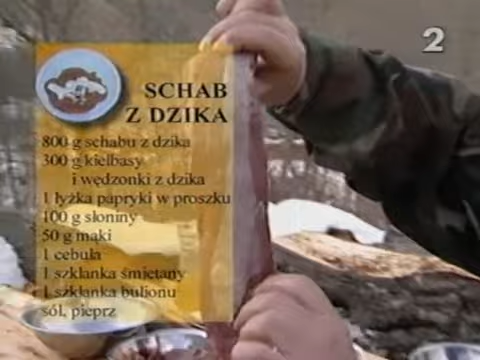 2
SCHAB
Z DZIKA
800 g schabu z dzika
300 g kiełbasy
i wędzonki z dzika
1 łyżka papryki w proszku
100 g słoniny
50 g mąki
1 cebula
1 szklanka śmietany
1 szklanka bulionu
sól, pieprz